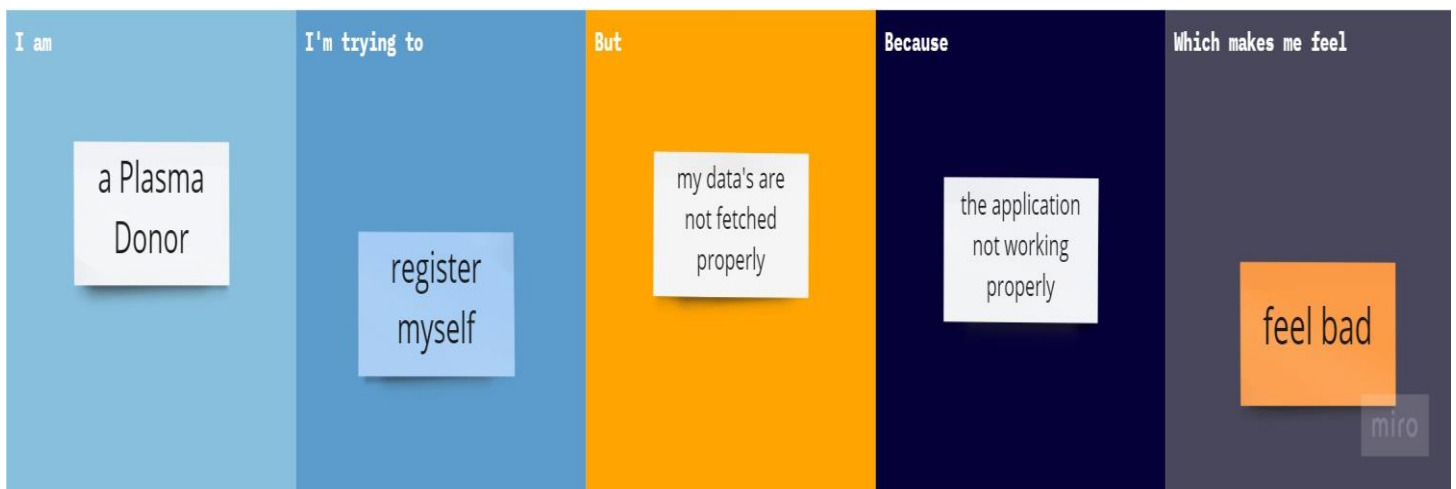 I am
a Plasma
Donor
I'm trying to
register
myself
But
my data's are
not fetched
properly
Because
the application
not working
properly
Which makes me feel
feel bad
miro